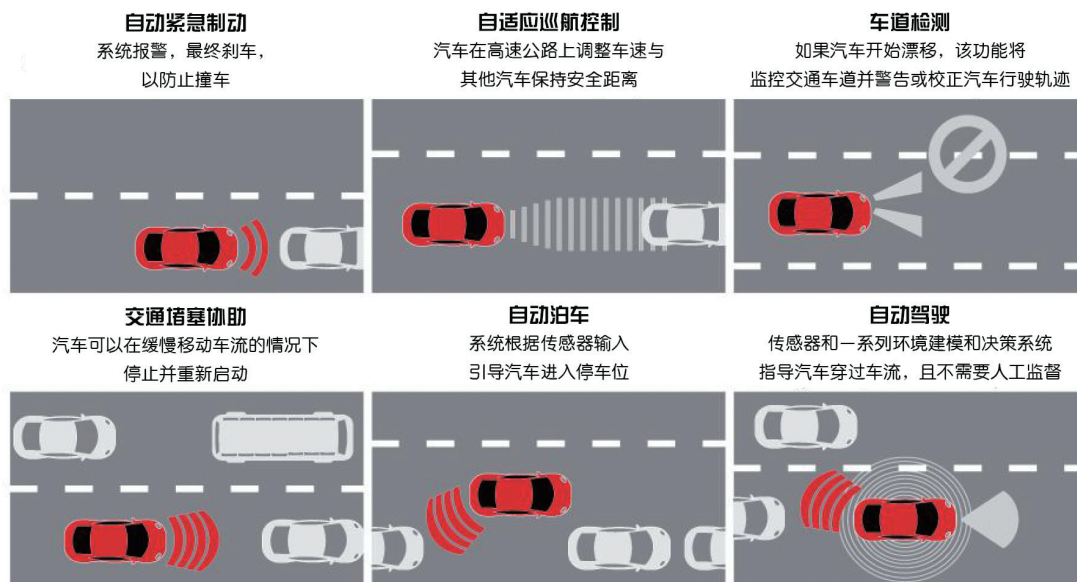 自动紧急制动
系统报警，最终刹车，
以防止撞车
自适应巡航控制
汽车在高速公路上调整车速与
其他汽车保持安全距离
车道检测
如果汽车开始漂移，该功能将
监控交通车道并警告或校正汽车行驶轨迹
交通堵塞协助
汽车可以在缓慢移动车流的情况下
停止并重新启动
自动泊车
系统根据传感器输入
引导汽车进入停车位
自动驾驶
传感器和一系列环境建模和决策系统
指导汽车穿过车流，且不需要人工监督